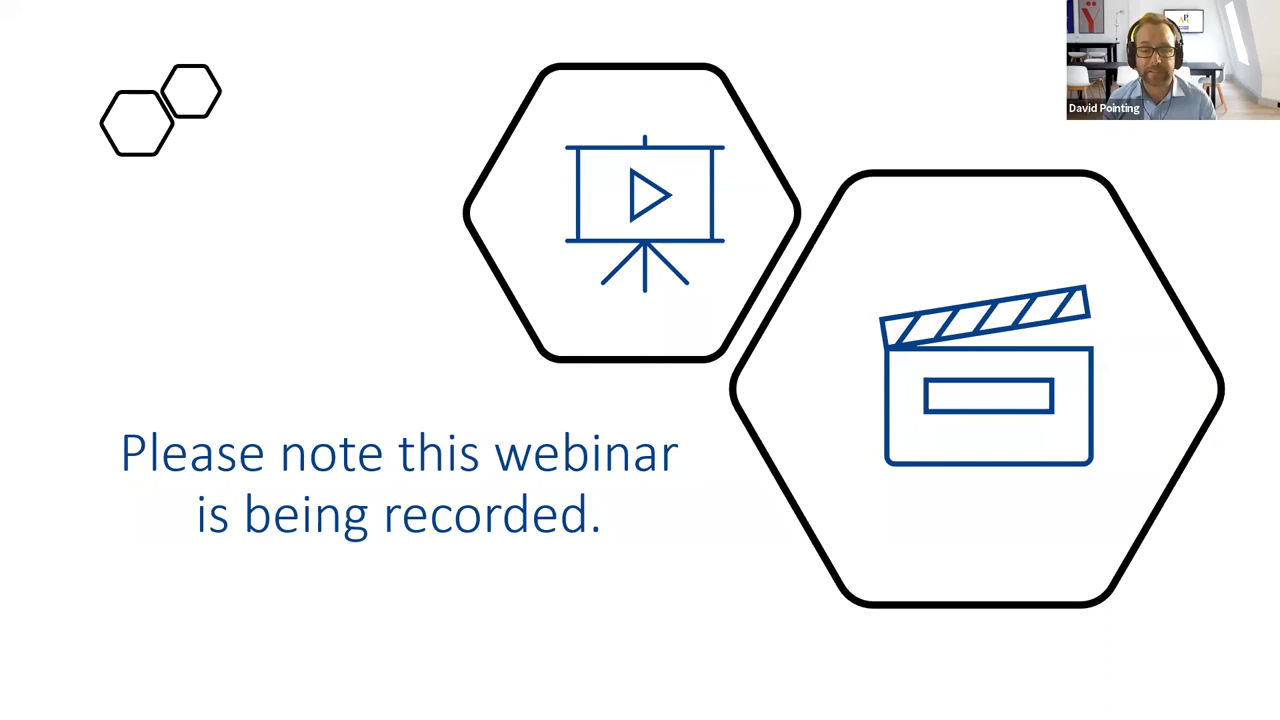 David Pointing
Please note this webinar
is being recorded.